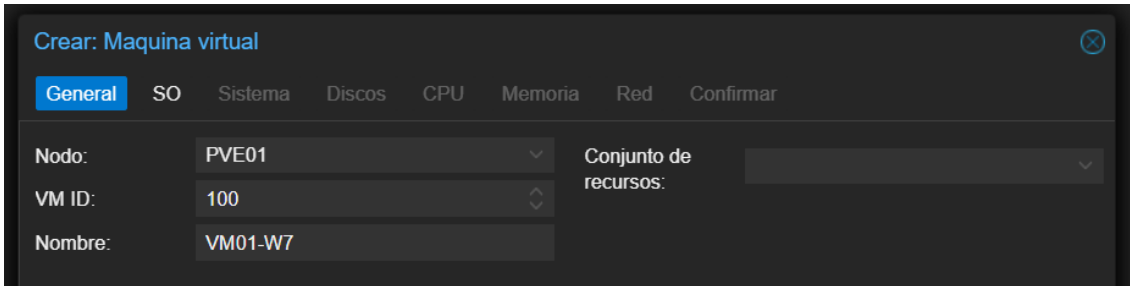 Crear: Maquina virtual
General SO Sistema Discos CPU Memoria Red Confirmar
Nodo: PVE01 Conjunto de recursos:
VM ID: 100
Nombre: VM01-W7